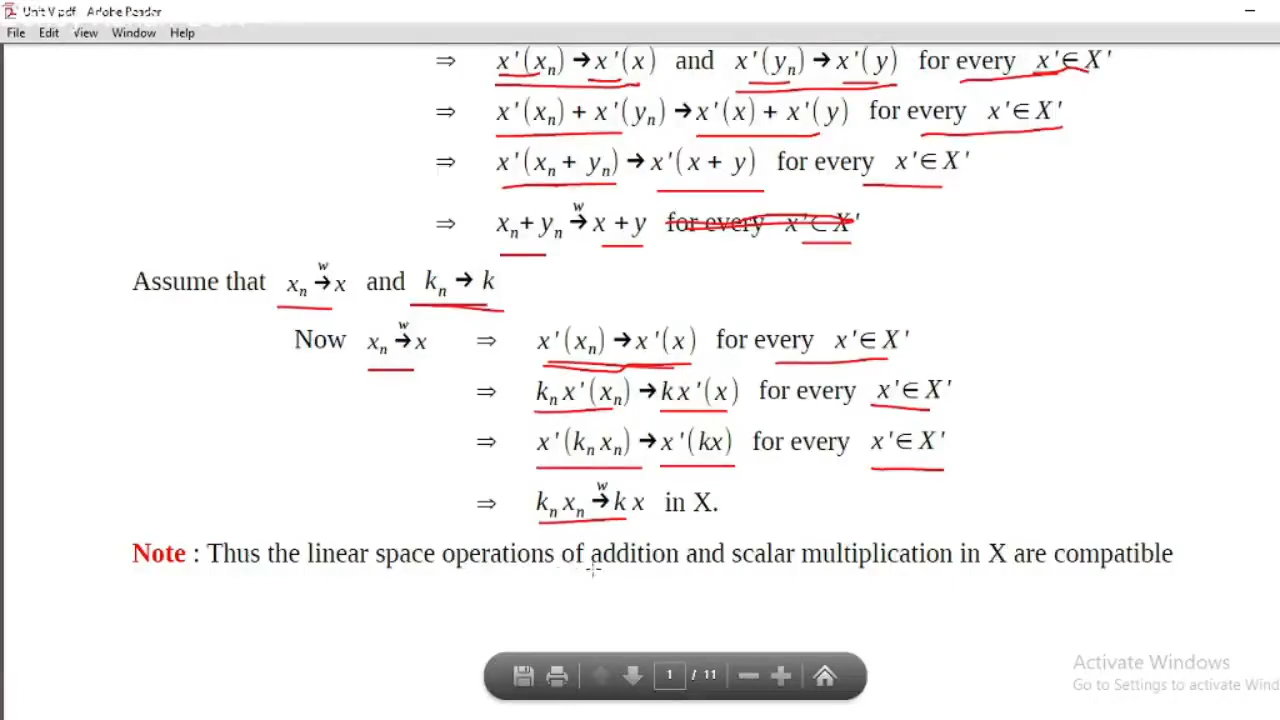 Unit V.pdf - Adobe Reader
File Edit View Window Help
⇒ x'(xₙ) → x'(x) and x'(yₙ) → x'(y) for every x' ∈ X'
⇒ x'(xₙ) + x'(yₙ) → x'(x) + x'(y) for every x' ∈ X'
⇒ x'(xₙ + yₙ) → x'(x + y) for every x' ∈ X'
⇒ xₙ + yₙ →ʷ x + y for every x' ∈ X'
Assume that xₙ →ʷ x and kₙ → k
Now xₙ →ʷ x ⇒ x'(xₙ) → x'(x) for every x' ∈ X'
⇒ kₙ x'(xₙ) → k x'(x) for every x' ∈ X'
⇒ x'(kₙ xₙ) → x'(kx) for every x' ∈ X'
⇒ kₙ xₙ →ʷ k x in X.
Note : Thus the linear space operations of addition and scalar multiplication in X are compatible
1 / 11
Activate Windows
Go to Settings to activate Wind